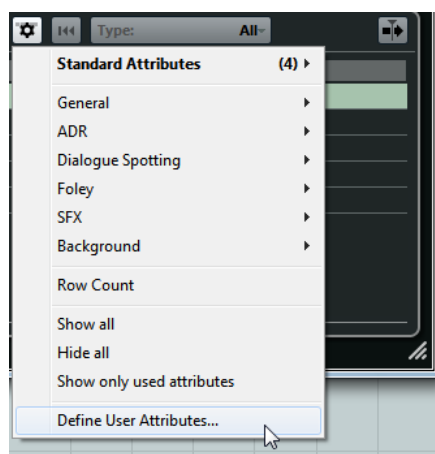 Type: All
Standard Attributes (4)
General
ADR
Dialogue Spotting
Foley
SFX
Background
Row Count
Show all
Hide all
Show only used attributes
Define User Attributes...